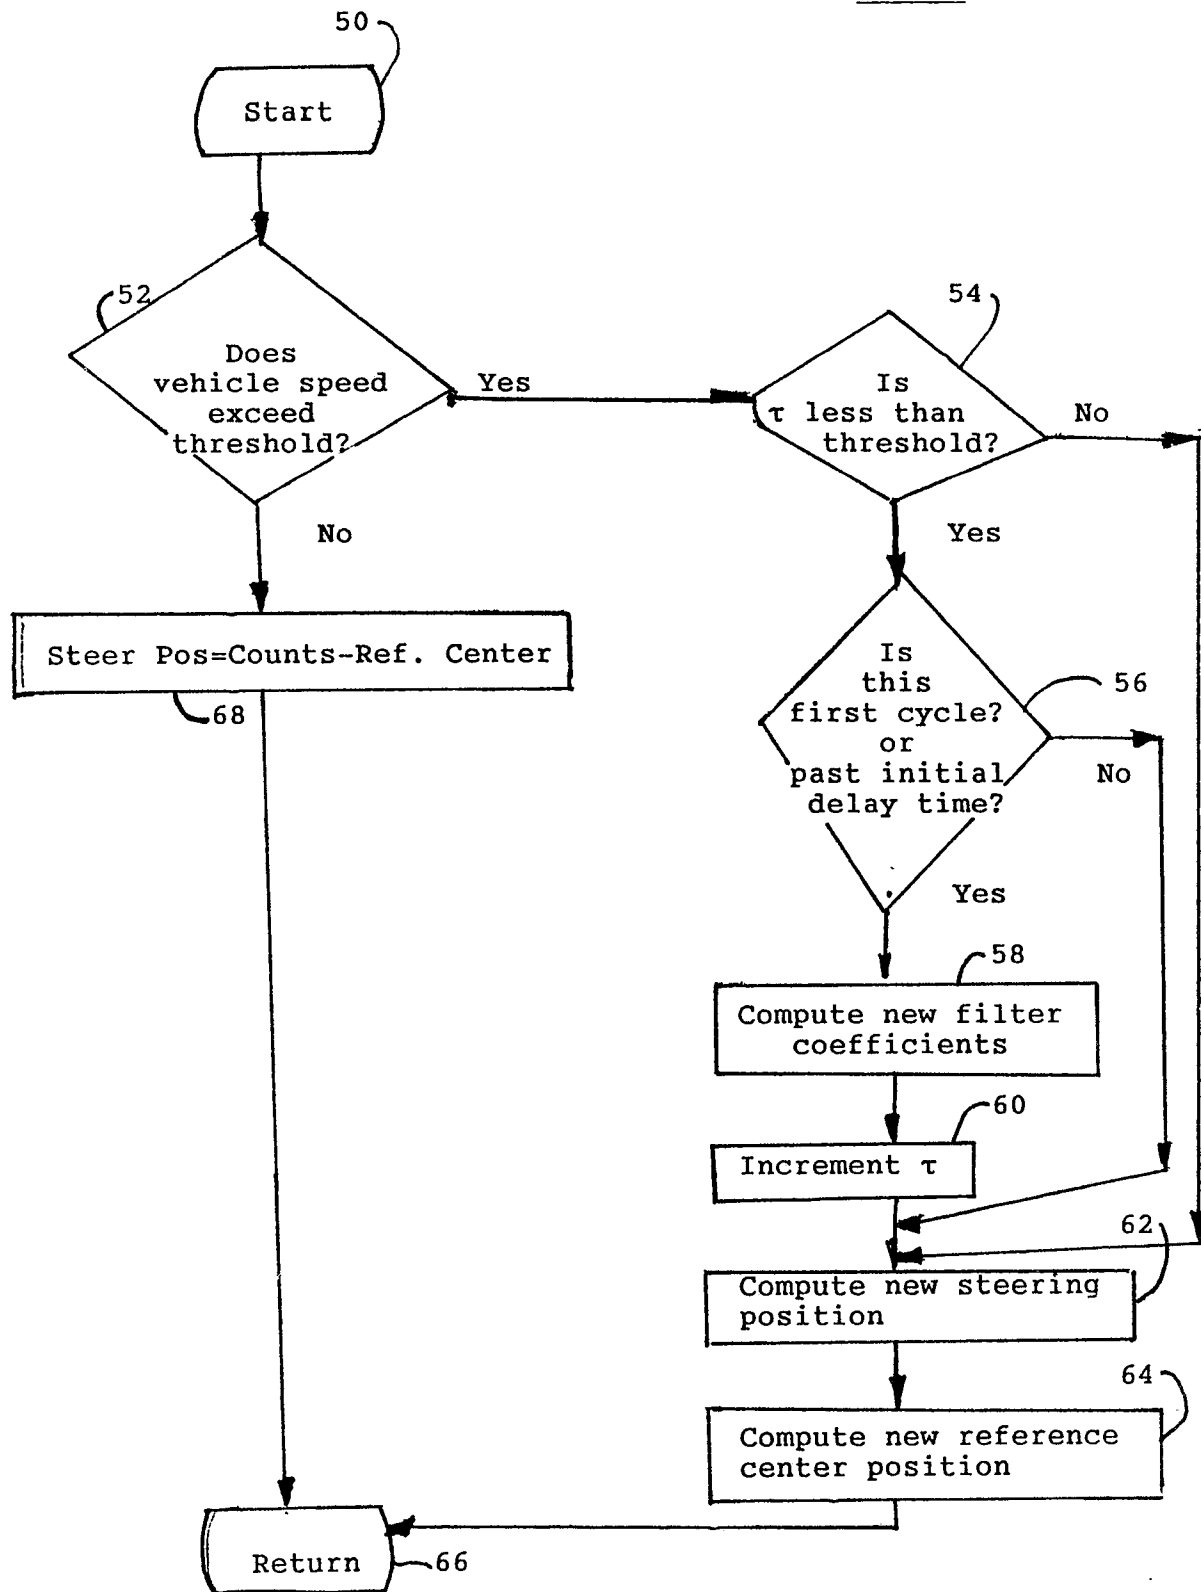 50
Start
52
Does
vehicle speed
exceed
threshold?
Yes
No
54
Is
τ less than
threshold?
No
Yes
Steer Pos=Counts-Ref. Center
68
Is
this
first cycle?
or
past initial
delay time?
56
No
Yes
58
Compute new filter
coefficients
60
Increment τ
62
Compute new steering
position
64
Compute new reference
center position
Return
66